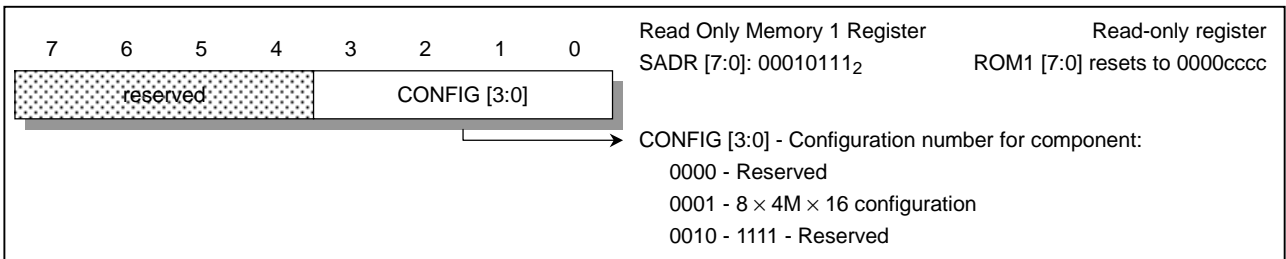 7 6 5 4 3 2 1 0
reserved CONFIG [3:0]
Read Only Memory 1 Register Read-only register
SADR [7:0]: 00010111₂ ROM1 [7:0] resets to 0000cccc
CONFIG [3:0] - Configuration number for component:
0000 - Reserved
0001 - 8 × 4M × 16 configuration
0010 - 1111 - Reserved